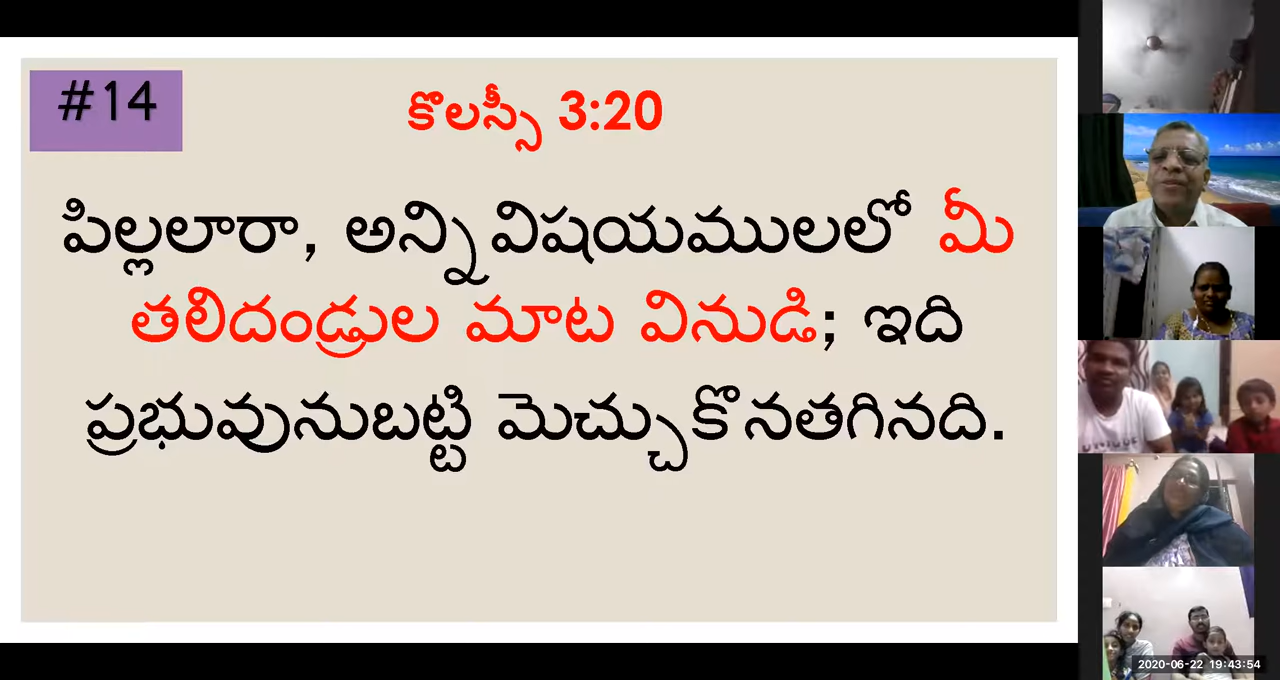 #14
కొలస్సీ 3:20
పిల్లలారా, అన్ని విషయములలో మీ
తలిదండ్రుల మాట వినుడి; ఇది
ప్రభువునుబట్టి మెచ్చుకొనతగినది.
2020-06-22 19:43:54